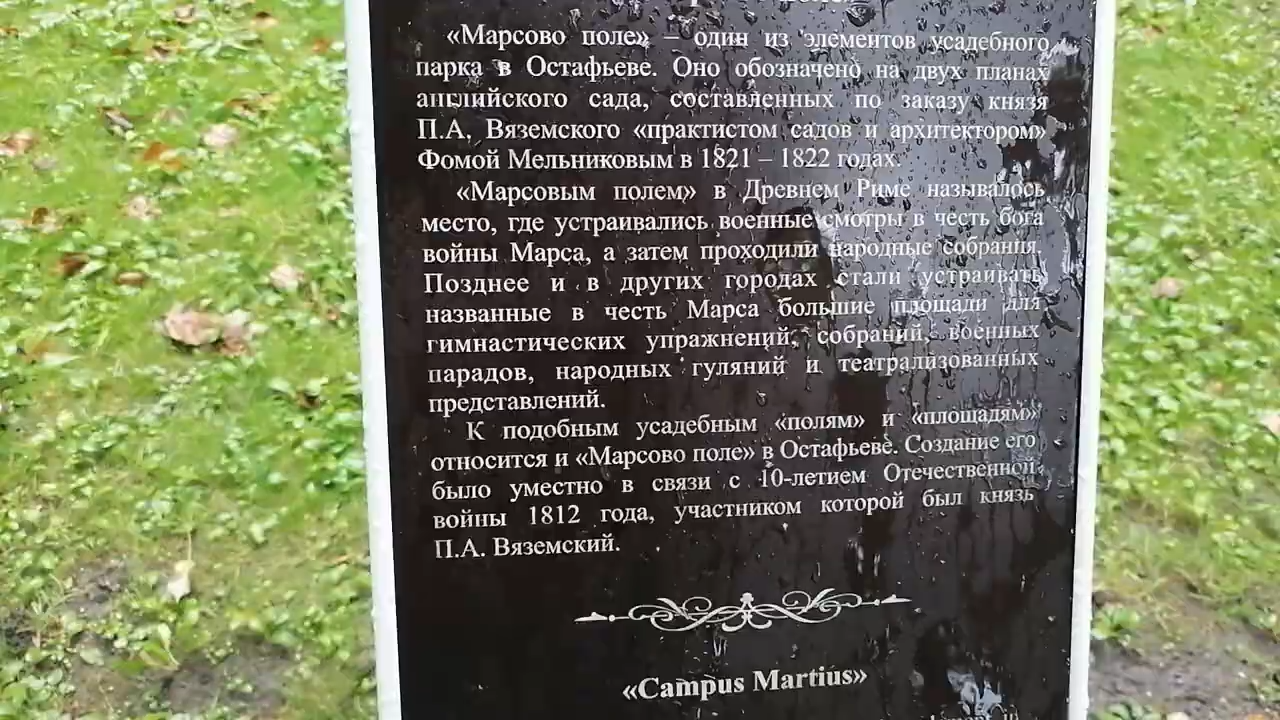 «Марсово поле» – один из элементов усадебного
парка в Остафьеве. Оно обозначено на двух планах
английского сада, составленных по заказу князя
П.А. Вяземского «практистом садов и архитектором»
Фомой Мельниковым в 1821 – 1822 годах.
«Марсовым полем» в Древнем Риме называлось
место, где устраивались военные смотры в честь бога
войны Марса, а затем проходили народные собрания.
Позднее и в других городах стали устраивать
названные в честь Марса большие площади для
гимнастических упражнений, собраний, военных
парадов, народных гуляний и театрализованных
представлений.
К подобным усадебным «полям» и «площадям»
относится и «Марсово поле» в Остафьеве. Создание его
было уместно в связи с 10-летием Отечественной
войны 1812 года, участником которой был князь
П.А. Вяземский.
«Campus Martius»